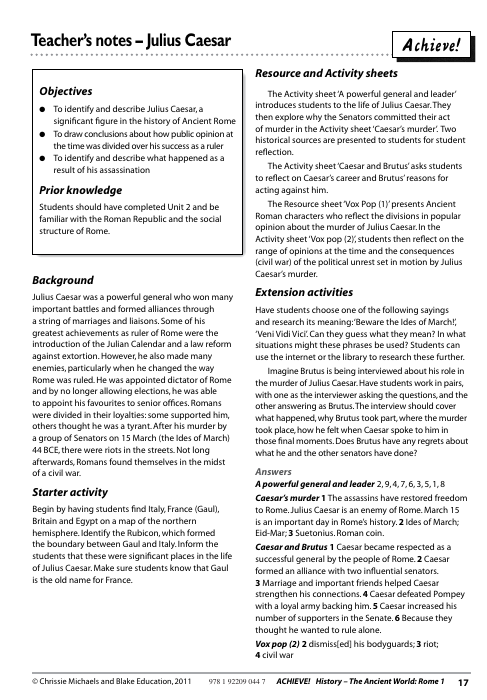 Teacher's notes – Julius Caesar
Achieve!
Objectives
● To identify and describe Julius Caesar, a
significant figure in the history of Ancient Rome
● To draw conclusions about how public opinion at
the time was divided over his success as a ruler
● To identify and describe what happened as a
result of his assassination
Prior knowledge
Students should have completed Unit 2 and be
familiar with the Roman Republic and the social
structure of Rome.
Background
Julius Caesar was a powerful general who won many
important battles and formed alliances through
a string of marriages and liaisons. Some of his
greatest achievements as ruler of Rome were the
introduction of the Julian Calendar and a law reform
against extortion. However, he also made many
enemies, particularly when he changed the way
Rome was ruled. He was appointed dictator of Rome
and by no longer allowing elections, he was able
to appoint his favourites to senior offices. Romans
were divided in their loyalties: some supported him,
others thought he was a tyrant. After his murder by
a group of Senators on 15 March (the Ides of March)
44 BCE, there were riots in the streets. Not long
afterwards, Romans found themselves in the midst
of a civil war.
Starter activity
Begin by having students find Italy, France (Gaul),
Britain and Egypt on a map of the northern
hemisphere. Identify the Rubicon, which formed
the boundary between Gaul and Italy. Inform the
students that these were significant places in the life
of Julius Caesar. Make sure students know that Gaul
is the old name for France.
Resource and Activity sheets
The Activity sheet 'A powerful general and leader'
introduces students to the life of Julius Caesar. They
then explore why the Senators committed their act
of murder in the Activity sheet 'Caesar's murder'. Two
historical sources are presented to students for student
reflection.
The Activity sheet 'Caesar and Brutus' asks students
to reflect on Caesar's career and Brutus' reasons for
acting against him.
The Resource sheet 'Vox Pop (1)' presents Ancient
Roman characters who reflect the divisions in popular
opinion about the murder of Julius Caesar. In the
Activity sheet 'Vox pop (2)', students then reflect on the
range of opinions at the time and the consequences
(civil war) of the political unrest set in motion by Julius
Caesar's murder.
Extension activities
Have students choose one of the following sayings
and research its meaning: 'Beware the Ides of March!',
'Veni Vidi Vici'. Can they guess what they mean? In what
situations might these phrases be used? Students can
use the internet or the library to research these further.
Imagine Brutus is being interviewed about his role in
the murder of Julius Caesar. Have students work in pairs,
with one as the interviewer asking the questions, and the
other answering as Brutus. The interview should cover
what happened, why Brutus took part, where the murder
took place, how he felt when Caesar spoke to him in
those final moments. Does Brutus have any regrets about
what he and the other senators have done?
Answers
A powerful general and leader 2, 9, 4, 7, 6, 3, 5, 1, 8
Caesar's murder 1 The assassins have restored freedom
to Rome. Julius Caesar is an enemy of Rome. March 15
is an important day in Rome's history. 2 Ides of March;
Eid-Mar; 3 Suetonius. Roman coin.
Caesar and Brutus 1 Caesar became respected as a
successful general by the people of Rome. 2 Caesar
formed an alliance with two influential senators.
3 Marriage and important friends helped Caesar
strengthen his connections. 4 Caesar defeated Pompey
with a loyal army backing him. 5 Caesar increased his
number of supporters in the Senate. 6 Because they
thought he wanted to rule alone.
Vox pop (2) 2 dismiss[ed] his bodyguards; 3 riot;
4 civil war
© Chrissie Michaels and Blake Education, 2011 978 1 92209 044 7 ACHIEVE! History – The Ancient World: Rome 1 17